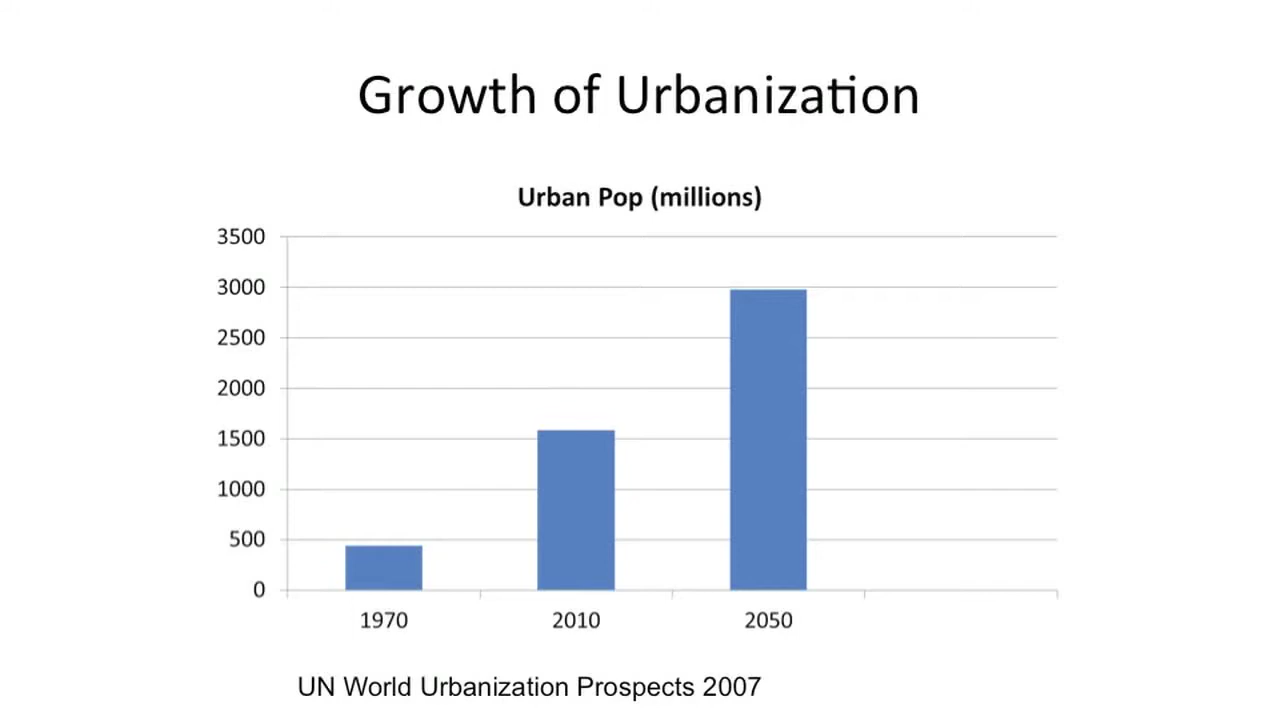 Growth of Urbanization
Urban Pop (millions)
3500
3000
2500
2000
1500
1000
500
0
1970 2010 2050
UN World Urbanization Prospects 2007